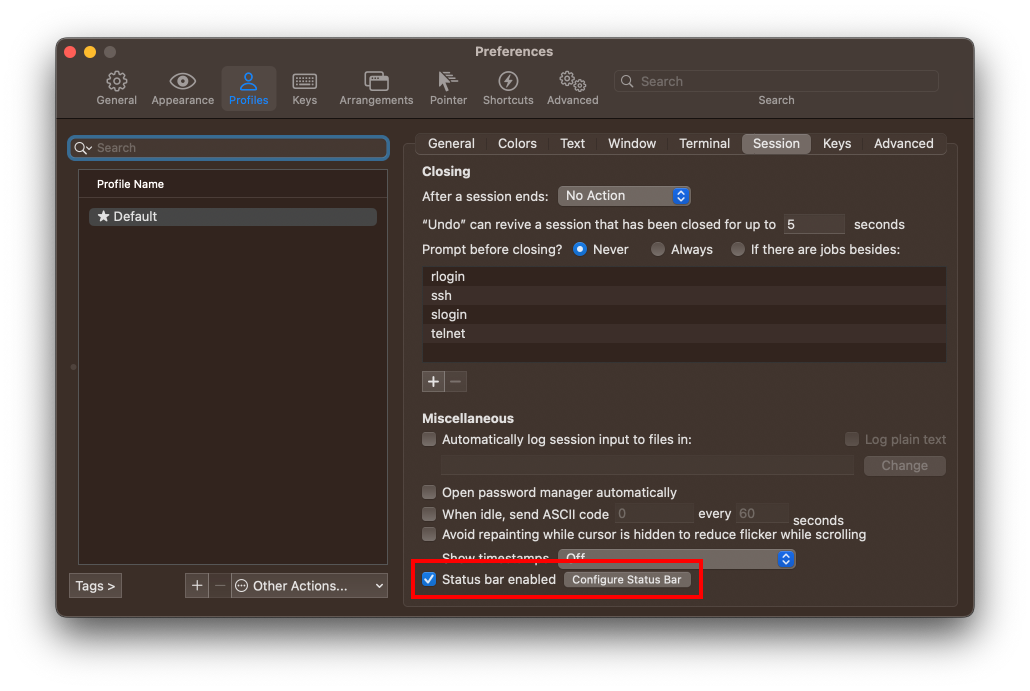 Preferences
General Appearance Profiles Keys Arrangements Pointer Shortcuts Advanced
Search
Search
Search
Profile Name
Default
Tags >
Other Actions...
General Colors Text Window Terminal Session Keys Advanced
Closing
After a session ends: No Action
“Undo” can revive a session that has been closed for up to 5 seconds
Prompt before closing? Never Always If there are jobs besides:
rlogin
ssh
slogin
telnet
Miscellaneous
Automatically log session input to files in: Log plain text
Change
Open password manager automatically
When idle, send ASCII code 0 every 60 seconds
Avoid repainting while cursor is hidden to reduce flicker while scrolling
Show timestamps Off
Status bar enabled Configure Status Bar